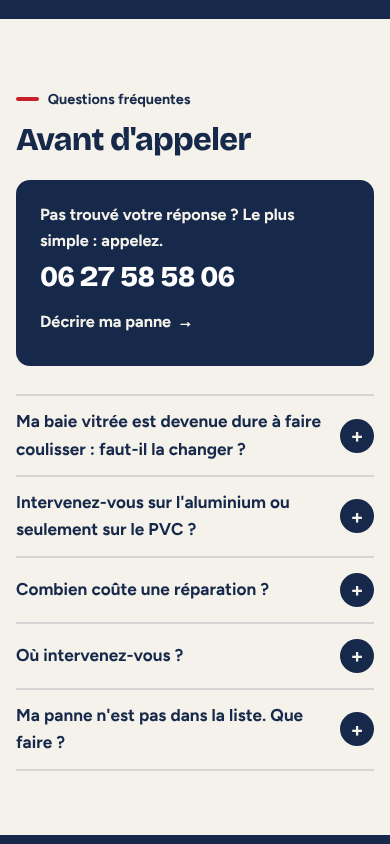 Questions fréquentes
Avant d'appeler
Pas trouvé votre réponse ? Le plus
simple : appelez.
06 27 58 58 06
Décrire ma panne →
Ma baie vitrée est devenue dure à faire
coulisser : faut-il la changer ?
+
Intervenez-vous sur l'aluminium ou
seulement sur le PVC ?
+
Combien coûte une réparation ?
+
Où intervenez-vous ?
+
Ma panne n'est pas dans la liste. Que
faire ?
+